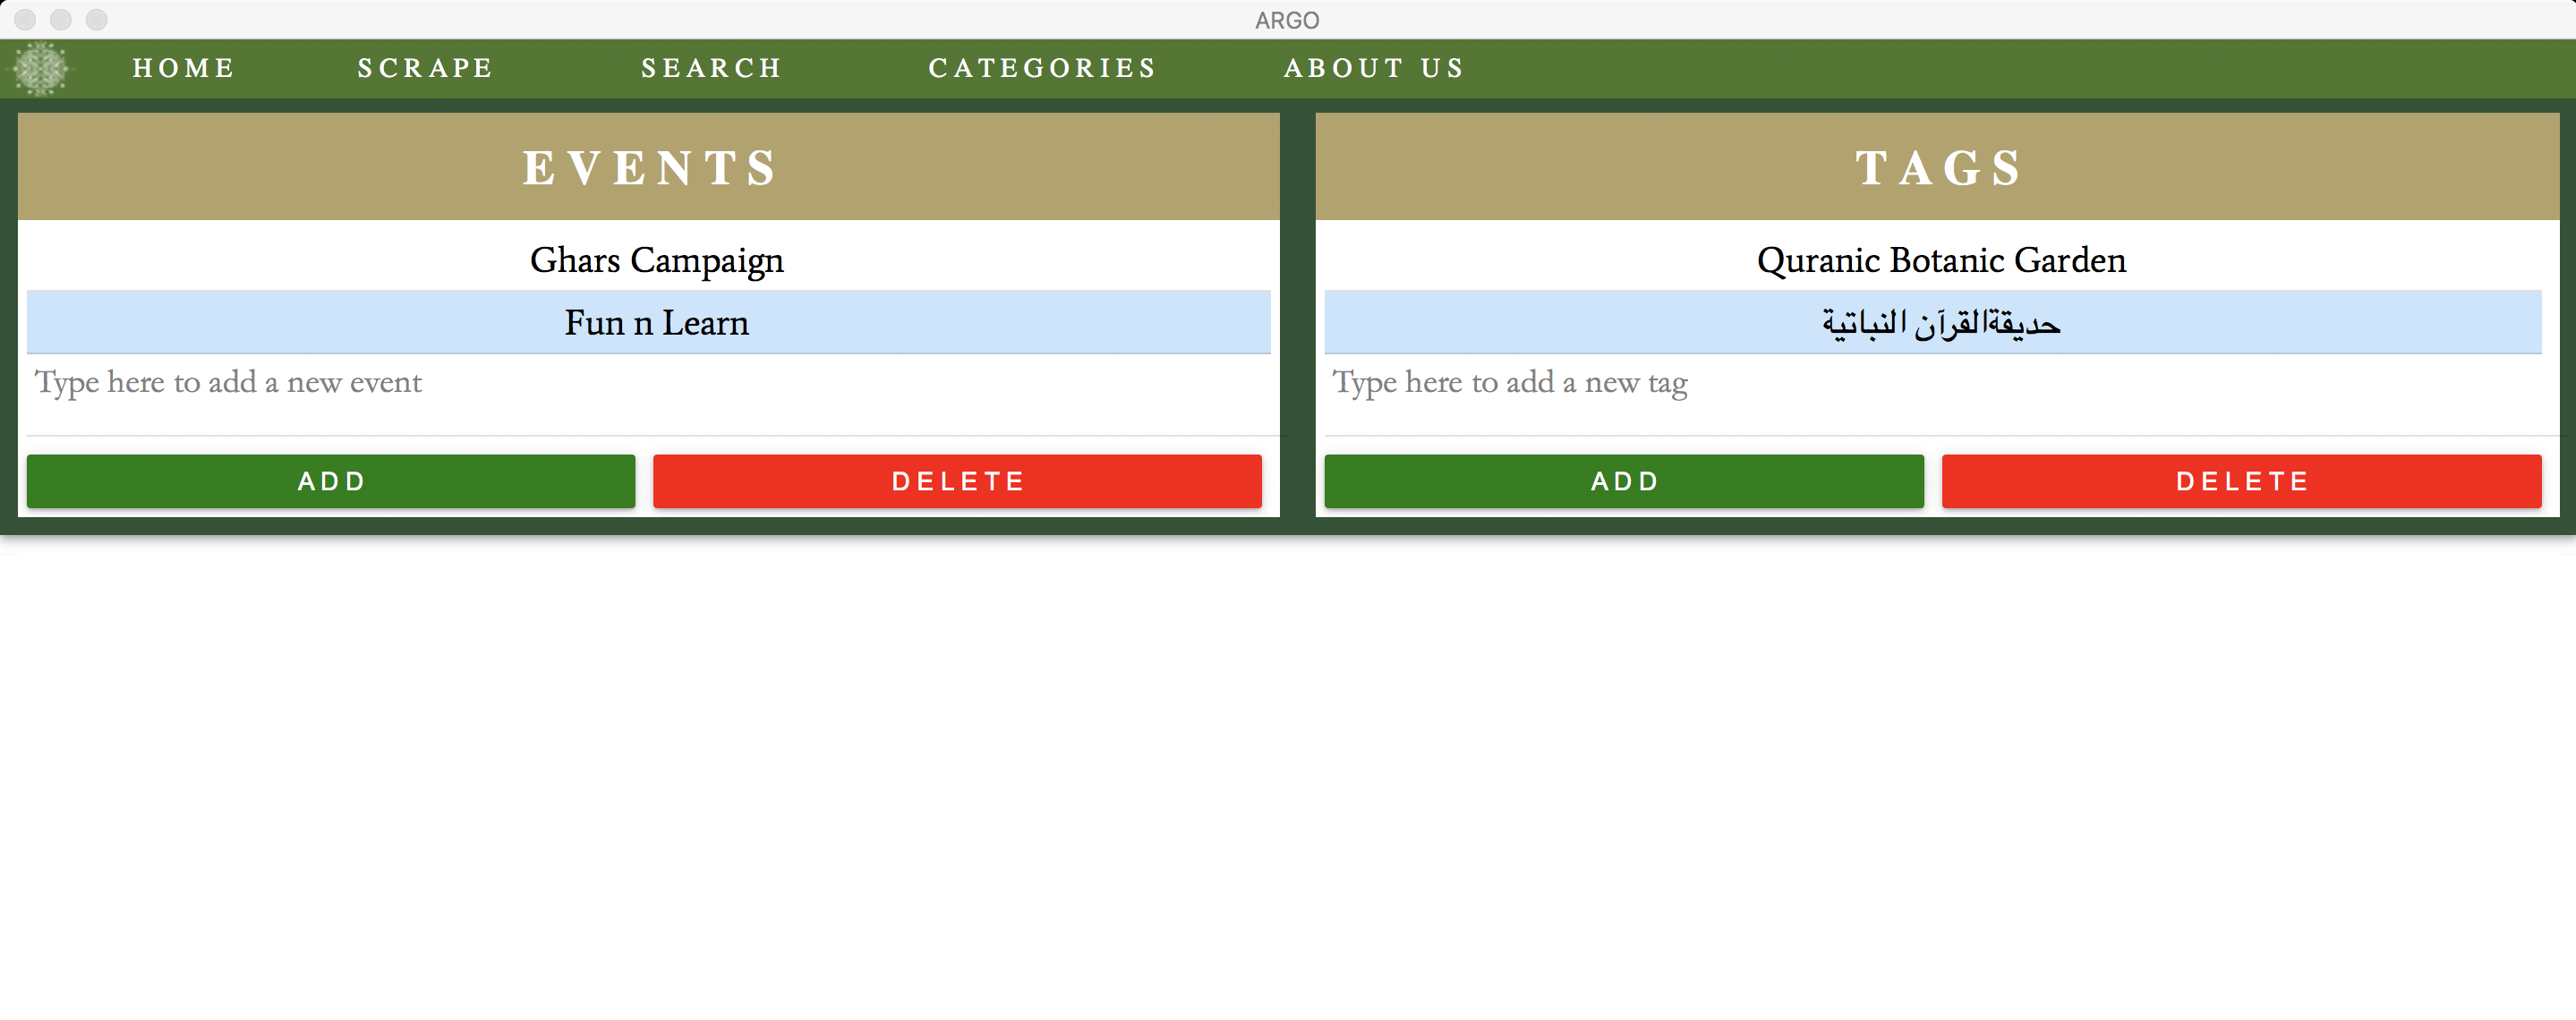 ARGO
HOME SCRAPE SEARCH CATEGORIES ABOUT US
EVENTS
Ghars Campaign
Fun n Learn
Type here to add a new event
ADD DELETE
TAGS
Quranic Botanic Garden
حديقةالقرآن النباتية
Type here to add a new tag
ADD DELETE